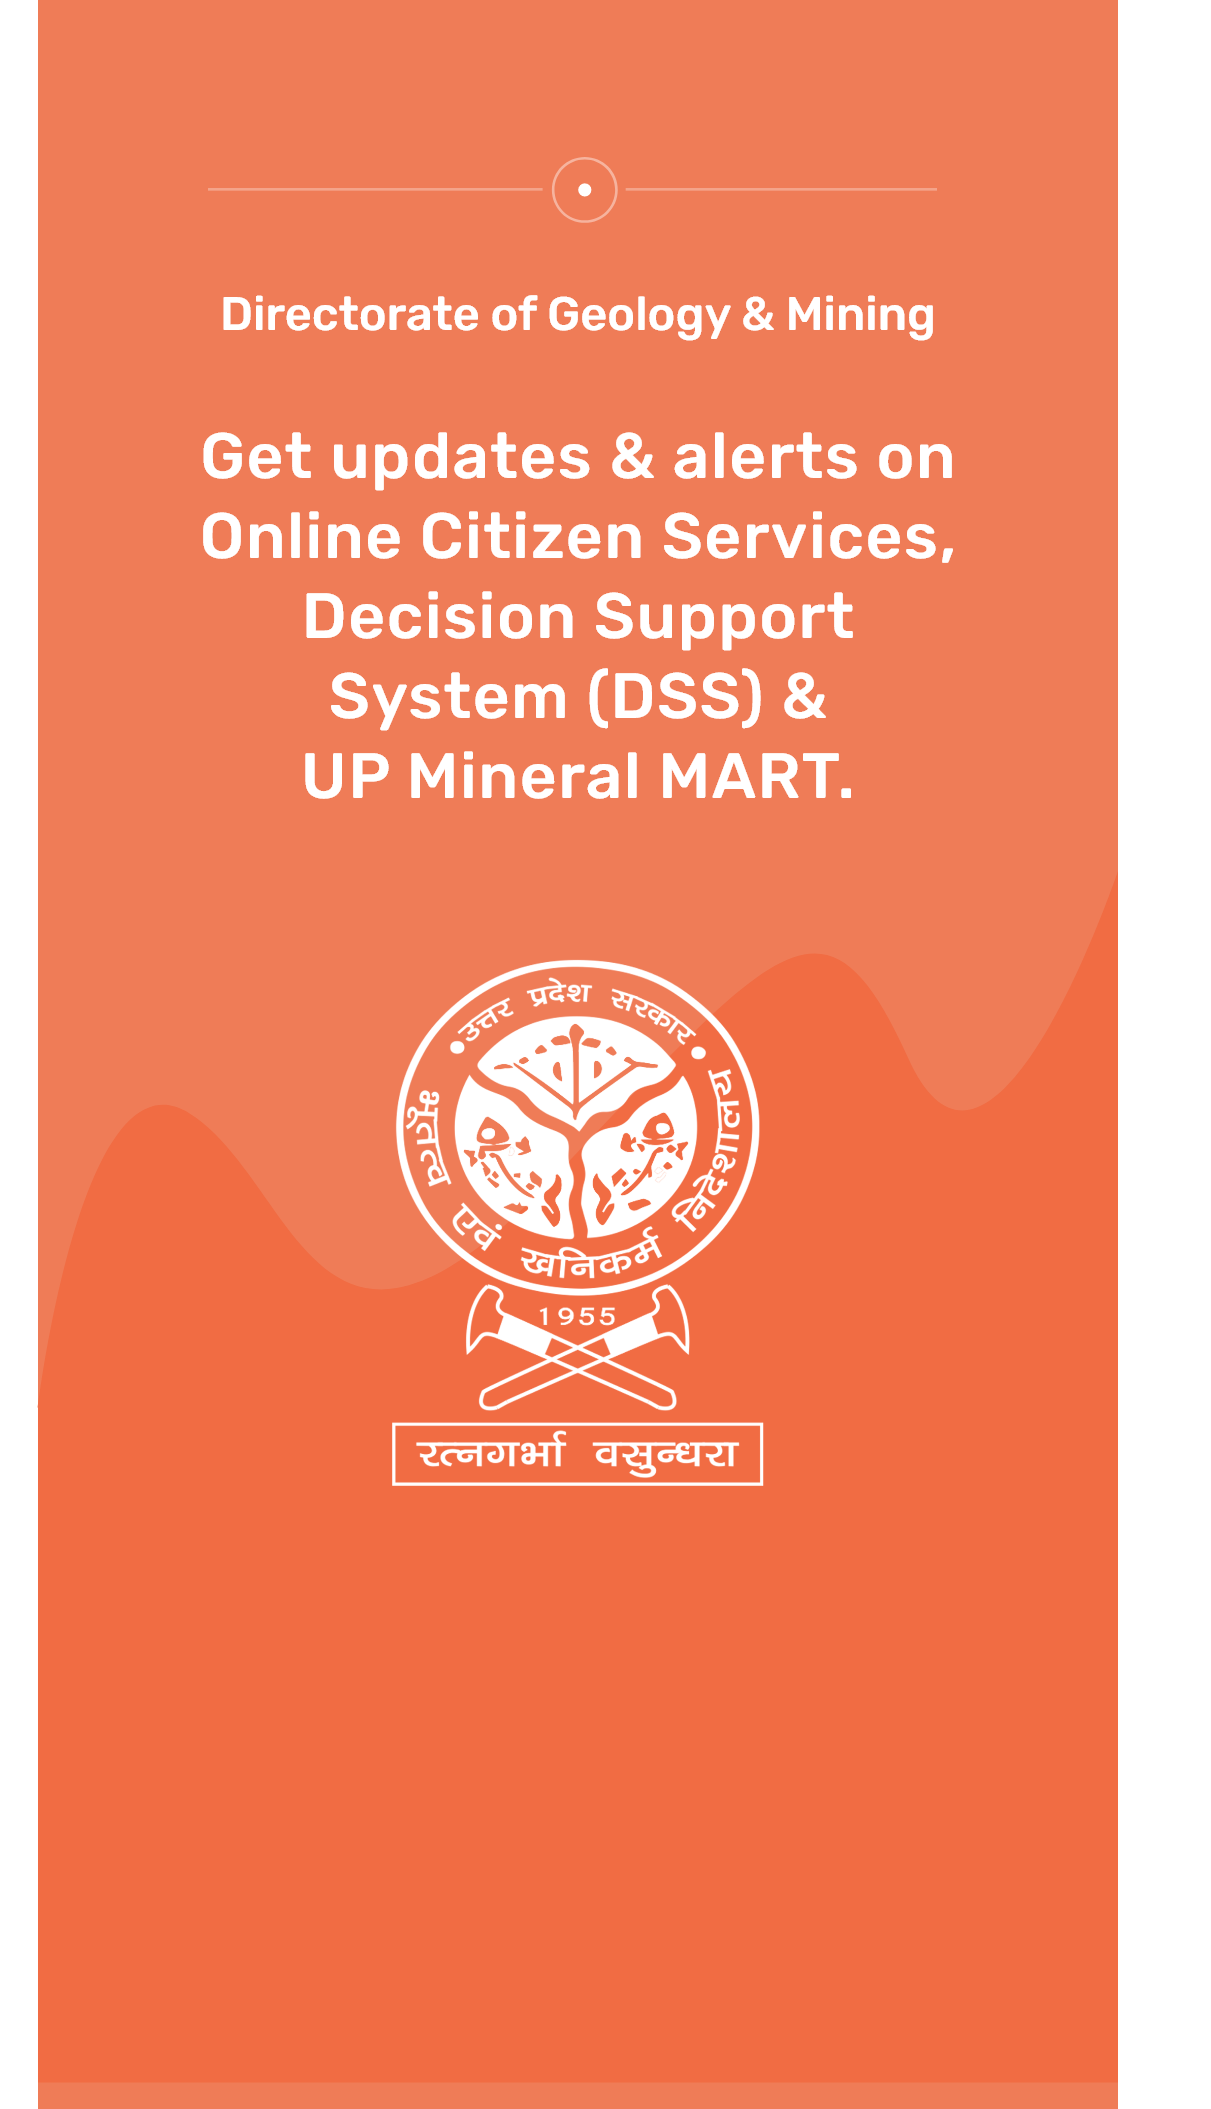 Directorate of Geology & Mining
Get updates & alerts on
Online Citizen Services,
Decision Support
System (DSS) &
UP Mineral MART.
उत्तर प्रदेश सरकार
भूतत्व एवं खनिकर्म निदेशालय
1955
रत्नगर्भा वसुन्धरा